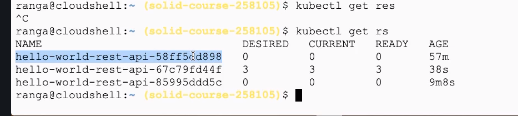 ranga@cloudshell:~ (solid-course-258105)$ kubectl get res
^C
ranga@cloudshell:~ (solid-course-258105)$ kubectl get rs
NAME DESIRED CURRENT READY AGE
hello-world-rest-api-58ff5dd898 0 0 0 57m
hello-world-rest-api-67c79fd44f 3 3 3 38s
hello-world-rest-api-85995ddd5c 0 0 0 9m8s
ranga@cloudshell:~ (solid-course-258105)$